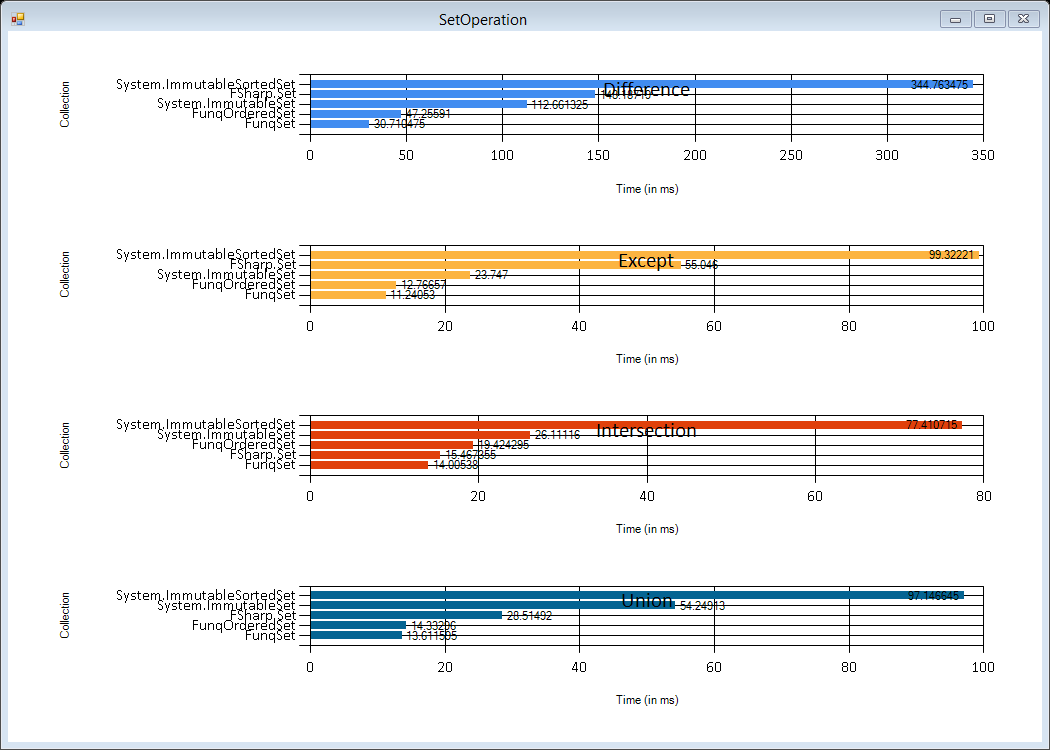 SetOperation
Difference
Collection
System.ImmutableSortedSet 344.763475
FSharp.Set
System.ImmutableSet 112.661325
FunqOrderedSet 47.25591
FunqSet 30.710475
0 50 100 150 200 250 300 350
Time (in ms)
Except
Collection
System.ImmutableSortedSet 99.32221
FSharp.Set 55.046
System.ImmutableSet 23.747
FunqOrderedSet 12.76657
FunqSet 11.24053
0 20 40 60 80 100
Time (in ms)
Intersection
Collection
System.ImmutableSortedSet 77.410715
System.ImmutableSet 26.11116
FunqOrderedSet 19.424295
FSharp.Set 15.467355
FunqSet 14.00538
0 20 40 60 80
Time (in ms)
Union
Collection
System.ImmutableSortedSet 97.146645
System.ImmutableSet 54.24913
FSharp.Set 28.51492
FunqOrderedSet 14.33206
FunqSet 13.611595
0 20 40 60 80 100
Time (in ms)